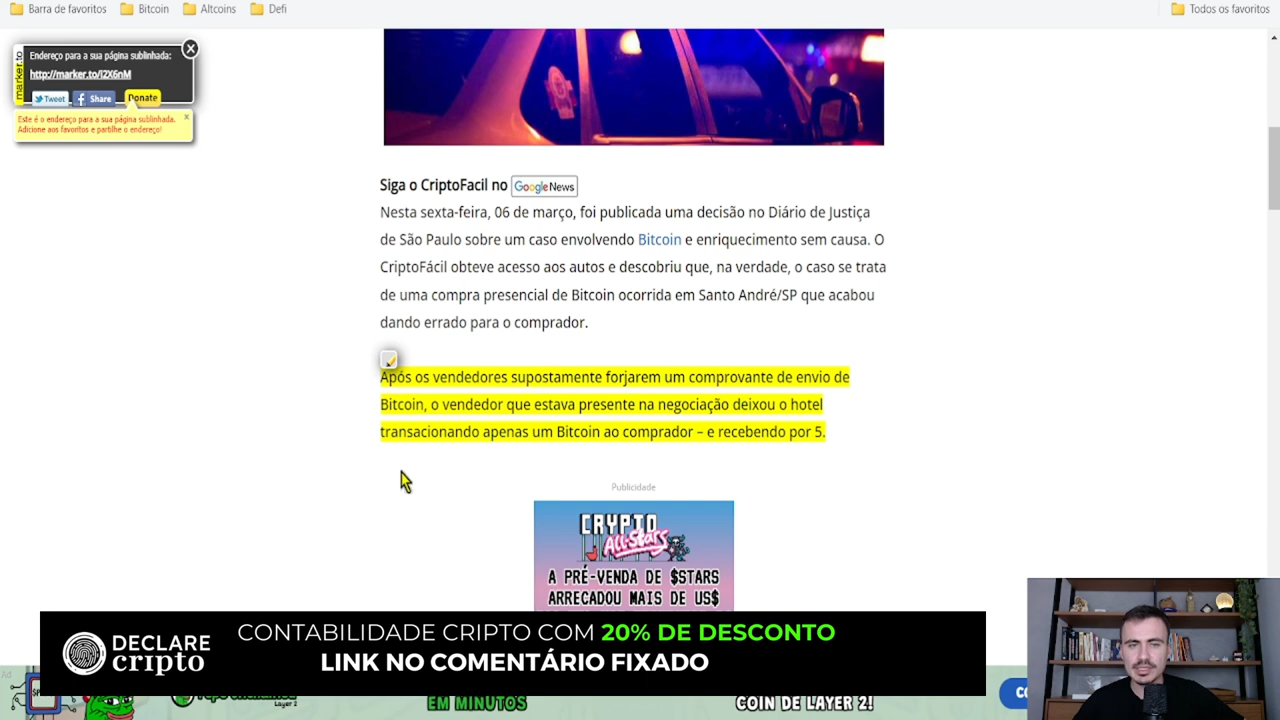 Barra de favoritos
Bitcoin
Altcoins
Defi
Todos os favoritos
marker.to
Endereço para a sua página sublinhada:
http://marker.to/l2X6nM
Tweet
Share
Donate
Este é o endereço para a sua página sublinhada.
Adicione aos favoritos e partilhe o endereço!
Siga o CriptoFacil no Google News
Nesta sexta-feira, 06 de março, foi publicada uma decisão no Diário de Justiça
de São Paulo sobre um caso envolvendo Bitcoin e enriquecimento sem causa. O
CriptoFácil obteve acesso aos autos e descobriu que, na verdade, o caso se trata
de uma compra presencial de Bitcoin ocorrida em Santo André/SP que acabou
dando errado para o comprador.
Após os vendedores supostamente forjarem um comprovante de envio de
Bitcoin, o vendedor que estava presente na negociação deixou o hotel
transacionando apenas um Bitcoin ao comprador – e recebendo por 5.
Publicidade
CRYPTO
All-Stars
A PRÉ-VENDA DE $STARS
ARRECADOU MAIS DE US$
DECLARE
cripto
CONTABILIDADE CRIPTO COM 20% DE DESCONTO
LINK NO COMENTÁRIO FIXADO
Ad
Layer 2
EM MINUTOS
COIN DE LAYER 2!